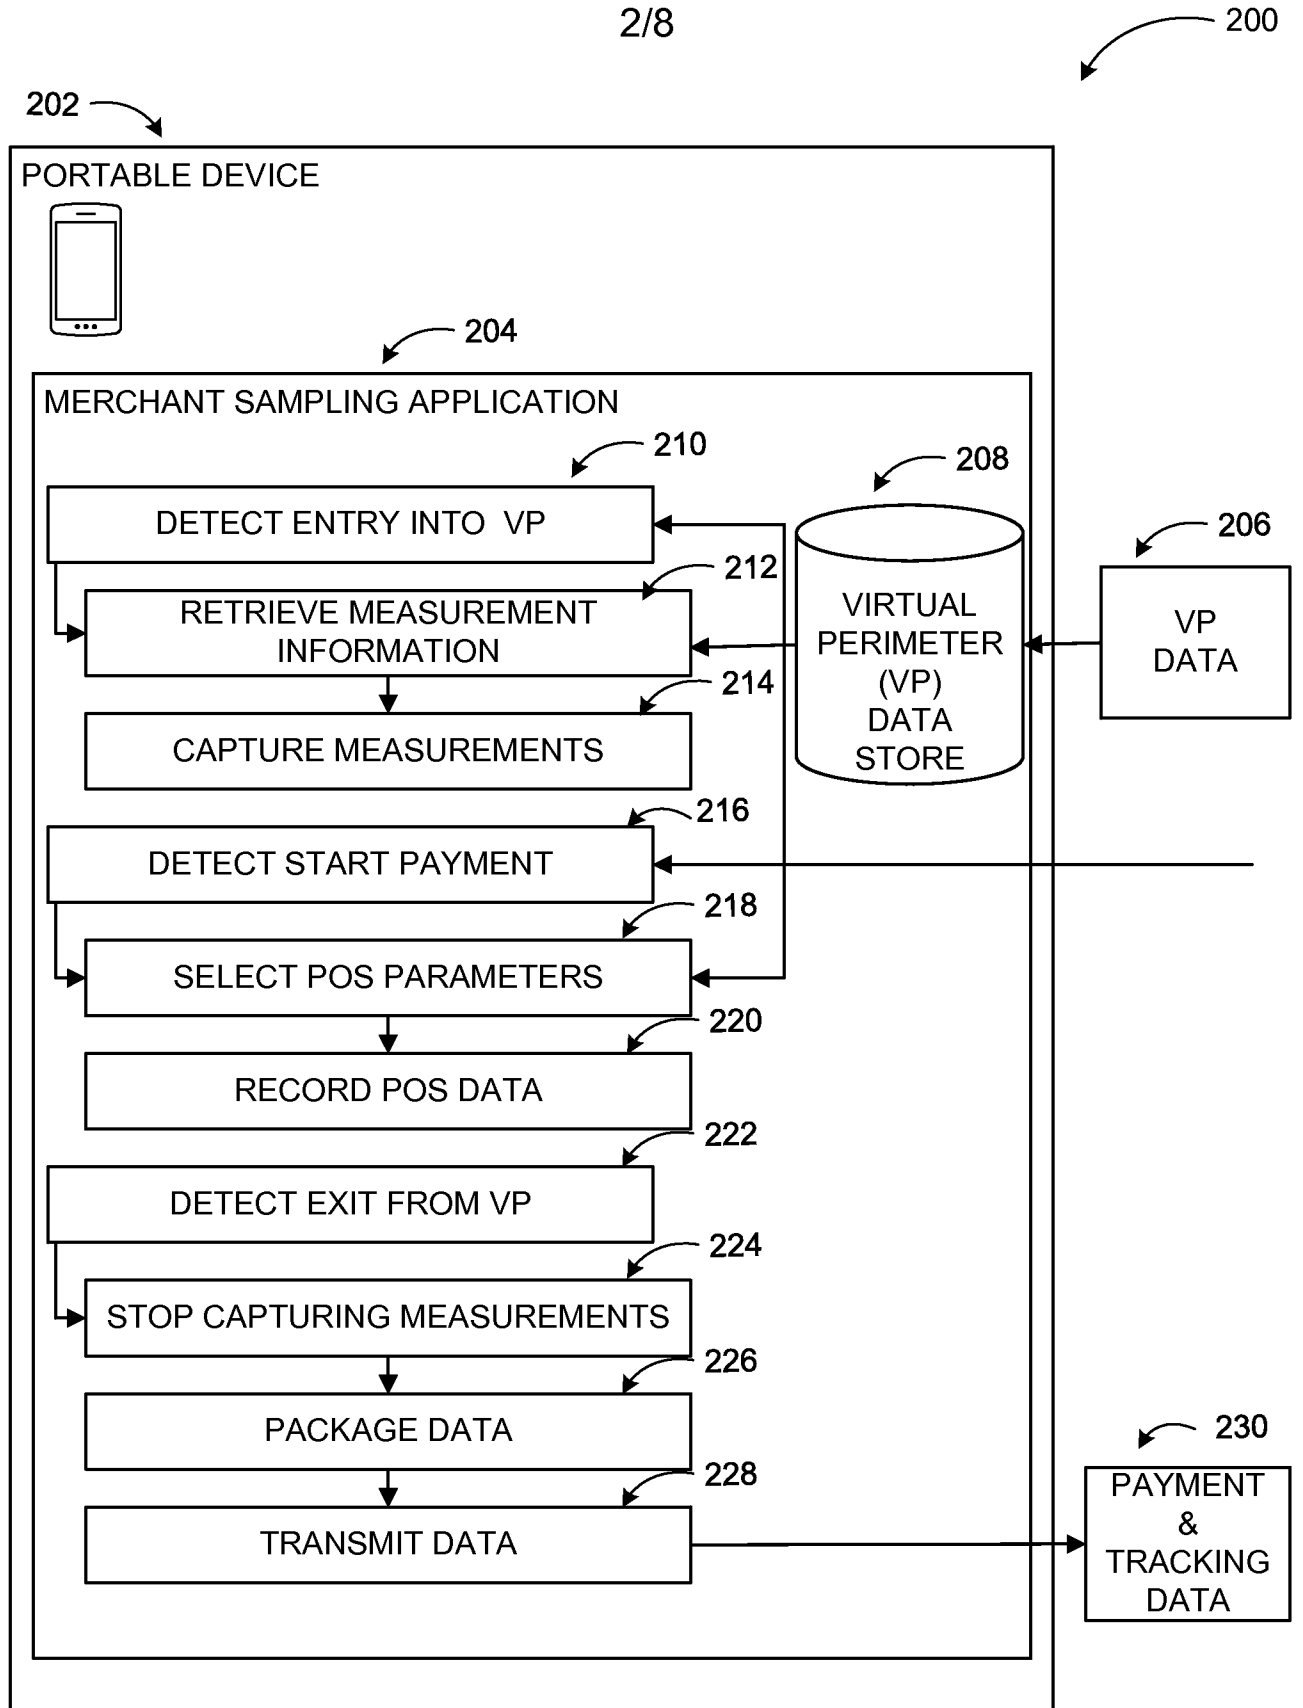 2/8
200
202
PORTABLE DEVICE
204
MERCHANT SAMPLING APPLICATION
210
208
DETECT ENTRY INTO VP
206
212
RETRIEVE MEASUREMENT
INFORMATION
VIRTUAL
PERIMETER
(VP)
DATA
STORE
VP
DATA
214
CAPTURE MEASUREMENTS
216
DETECT START PAYMENT
218
SELECT POS PARAMETERS
220
RECORD POS DATA
222
DETECT EXIT FROM VP
224
STOP CAPTURING MEASUREMENTS
226
PACKAGE DATA
228
TRANSMIT DATA
230
PAYMENT
&
TRACKING
DATA